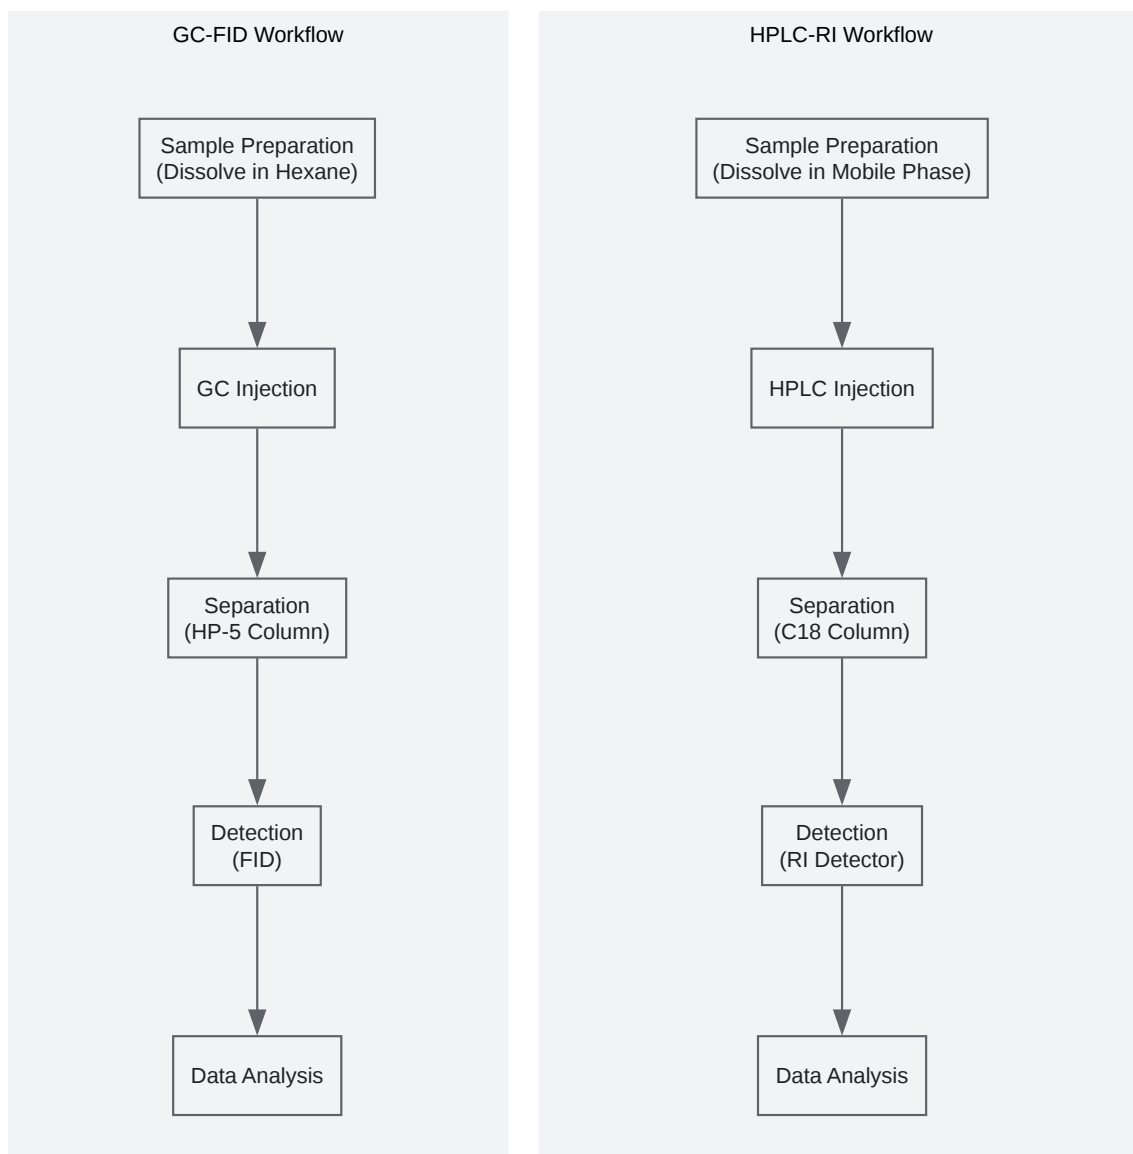 GC-FID Workflow
Sample Preparation
(Dissolve in Hexane)
GC Injection
Separation
(HP-5 Column)
Detection
(FID)
Data Analysis
HPLC-RI Workflow
Sample Preparation
(Dissolve in Mobile Phase)
HPLC Injection
Separation
(C18 Column)
Detection
(RI Detector)
Data Analysis